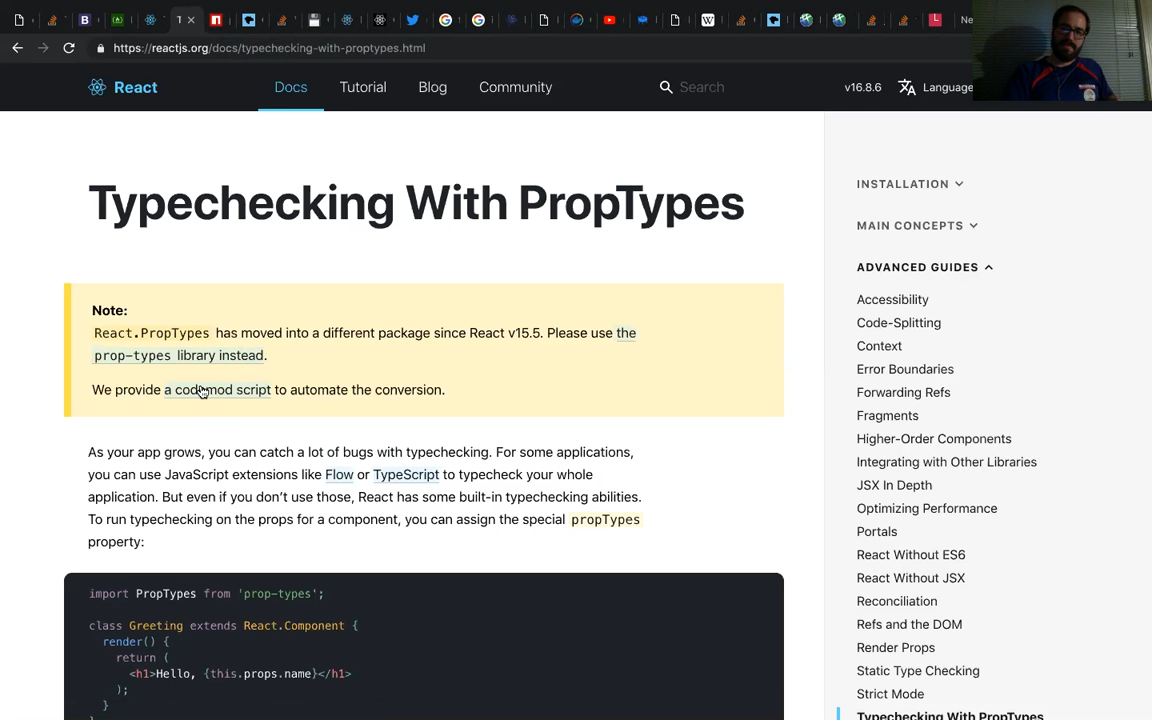 https://reactjs.org/docs/typechecking-with-proptypes.html
React
Docs
Tutorial
Blog
Community
Search
v16.8.6
Language
Typechecking With PropTypes
Note:
React.PropTypes has moved into a different package since React v15.5. Please use the
prop-types library instead.
We provide a codemod script to automate the conversion.
As your app grows, you can catch a lot of bugs with typechecking. For some applications,
you can use JavaScript extensions like Flow or TypeScript to typecheck your whole
application. But even if you don’t use those, React has some built-in typechecking abilities.
To run typechecking on the props for a component, you can assign the special propTypes
property:
import PropTypes from 'prop-types';
class Greeting extends React.Component {
render() {
return (
<h1>Hello, {this.props.name}</h1>
);
}
INSTALLATION
MAIN CONCEPTS
ADVANCED GUIDES
Accessibility
Code-Splitting
Context
Error Boundaries
Forwarding Refs
Fragments
Higher-Order Components
Integrating with Other Libraries
JSX In Depth
Optimizing Performance
Portals
React Without ES6
React Without JSX
Reconciliation
Refs and the DOM
Render Props
Static Type Checking
Strict Mode
Typechecking With PropTypes